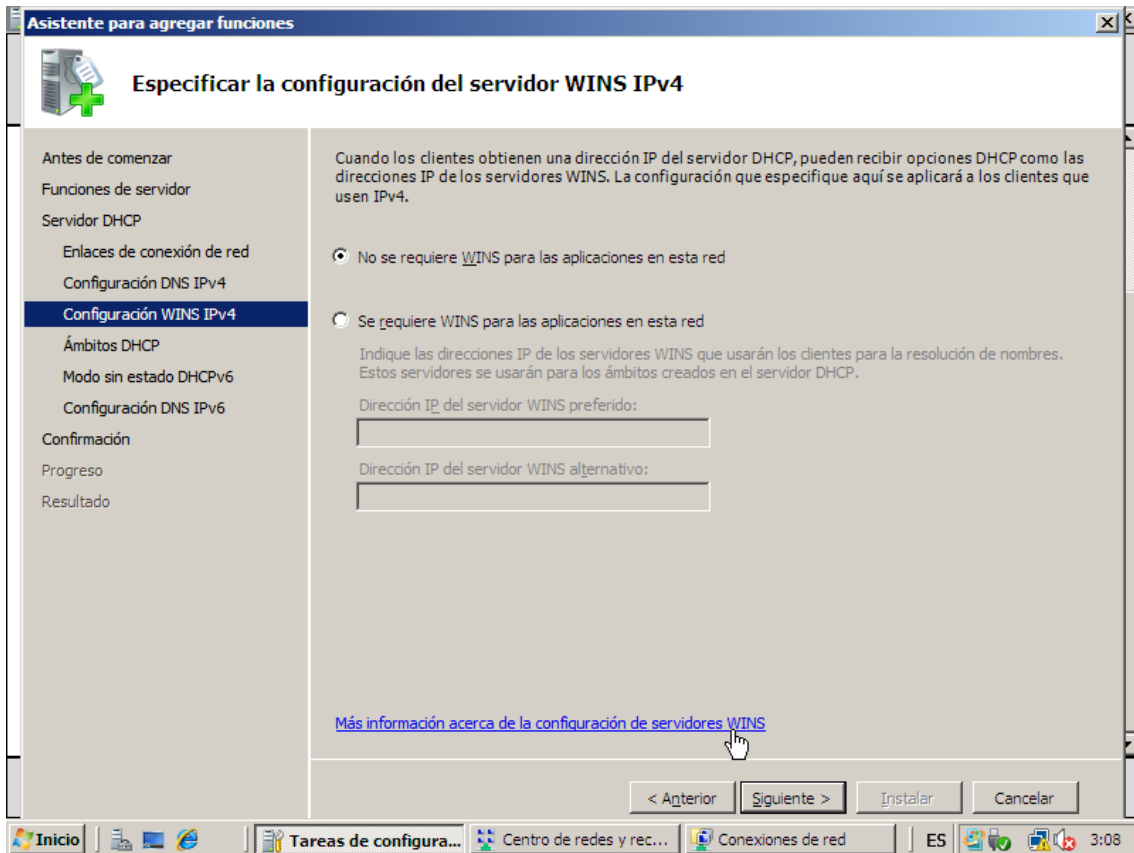 Asistente para agregar funciones
Especificar la configuración del servidor WINS IPv4
Antes de comenzar
Funciones de servidor
Servidor DHCP
Enlaces de conexión de red
Configuración DNS IPv4
Configuración WINS IPv4
Ámbitos DHCP
Modo sin estado DHCPv6
Configuración DNS IPv6
Confirmación
Progreso
Resultado
Cuando los clientes obtienen una dirección IP del servidor DHCP, pueden recibir opciones DHCP como las
direcciones IP de los servidores WINS. La configuración que especifique aquí se aplicará a los clientes que
usen IPv4.
No se requiere WINS para las aplicaciones en esta red
Se requiere WINS para las aplicaciones en esta red
Indique las direcciones IP de los servidores WINS que usarán los clientes para la resolución de nombres.
Estos servidores se usarán para los ámbitos creados en el servidor DHCP.
Dirección IP del servidor WINS preferido:
Dirección IP del servidor WINS alternativo:
Más información acerca de la configuración de servidores WINS
< Anterior Siguiente > Instalar Cancelar
Inicio Tareas de configura... Centro de redes y rec... Conexiones de red ES 3:08